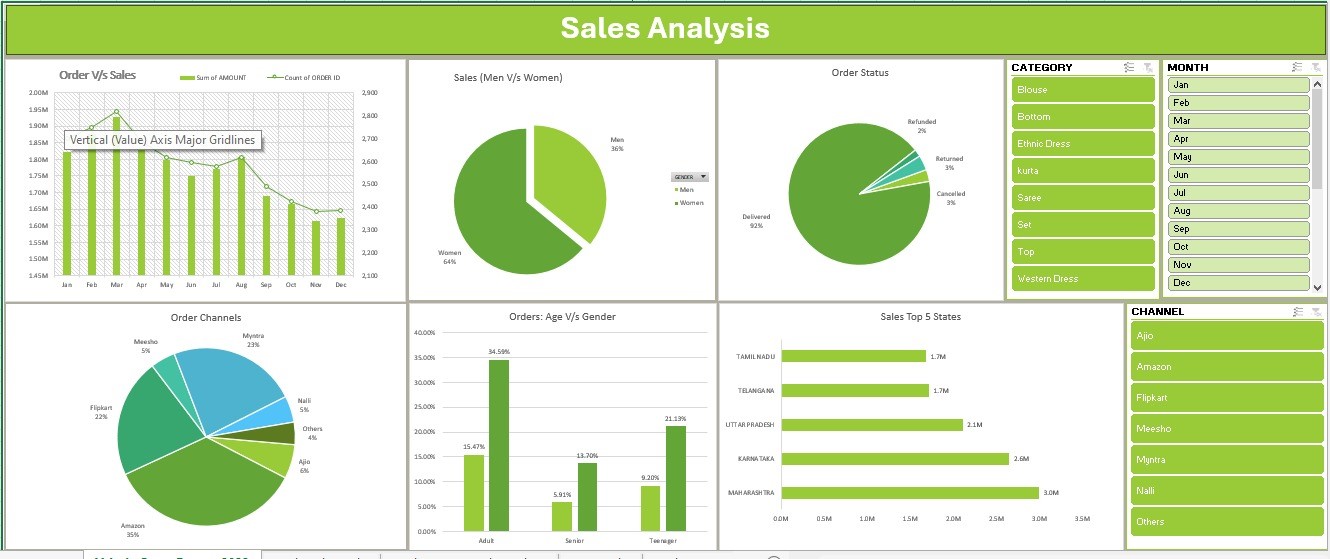 Sales Analysis
Order V/s Sales
Sum of AMOUNT
Count of ORDER ID
2.00M
1.95M
1.90M
1.85M
1.80M
1.75M
1.70M
1.65M
1.60M
1.55M
1.50M
1.45M
2,900
2,800
2,700
2,600
2,500
2,400
2,300
2,200
2,100
Vertical (Value) Axis Major Gridlines
Jan Feb Mar Apr May Jun Jul Aug Sep Oct Nov Dec
Sales (Men V/s Women)
Men
36%
Women
64%
GENDER
Men
Women
Order Status
Refunded
2%
Returned
3%
Cancelled
3%
Delivered
92%
CATEGORY
Blouse
Bottom
Ethnic Dress
kurta
Saree
Set
Top
Western Dress
MONTH
Jan
Feb
Mar
Apr
May
Jun
Jul
Aug
Sep
Oct
Nov
Dec
Order Channels
Meesho
5%
Myntra
23%
Nalli
5%
Others
4%
Ajio
6%
Amazon
35%
Flipkart
22%
Orders: Age V/s Gender
40.00%
35.00%
30.00%
25.00%
20.00%
15.00%
10.00%
5.00%
0.00%
15.47%
34.59%
5.91%
13.70%
9.20%
21.13%
Adult Senior Teenager
Sales Top 5 States
TAMIL NADU 1.7M
TELANGANA 1.7M
UTTAR PRADESH 2.1M
KARNATAKA 2.6M
MAHARASHTRA 3.0M
0.0M 0.5M 1.0M 1.5M 2.0M 2.5M 3.0M 3.5M
CHANNEL
Ajio
Amazon
Flipkart
Meesho
Myntra
Nalli
Others